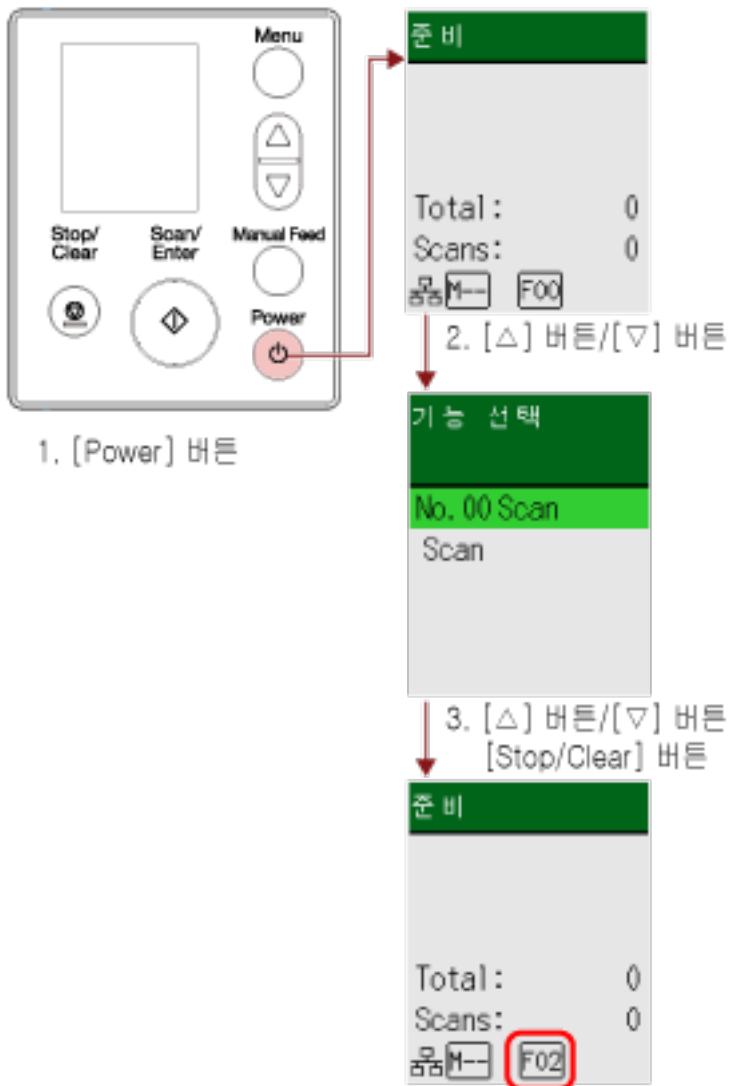 Menu
Stop/
Clear
Scan/
Enter
Manual Feed
Power
1. [Power] 버튼
준비
Total: 0
Scans: 0
M-- F00
2. [△] 버튼/[▽] 버튼
기능 선택
No. 00 Scan
Scan
3. [△] 버튼/[▽] 버튼
[Stop/Clear] 버튼
준비
Total: 0
Scans: 0
M-- F02